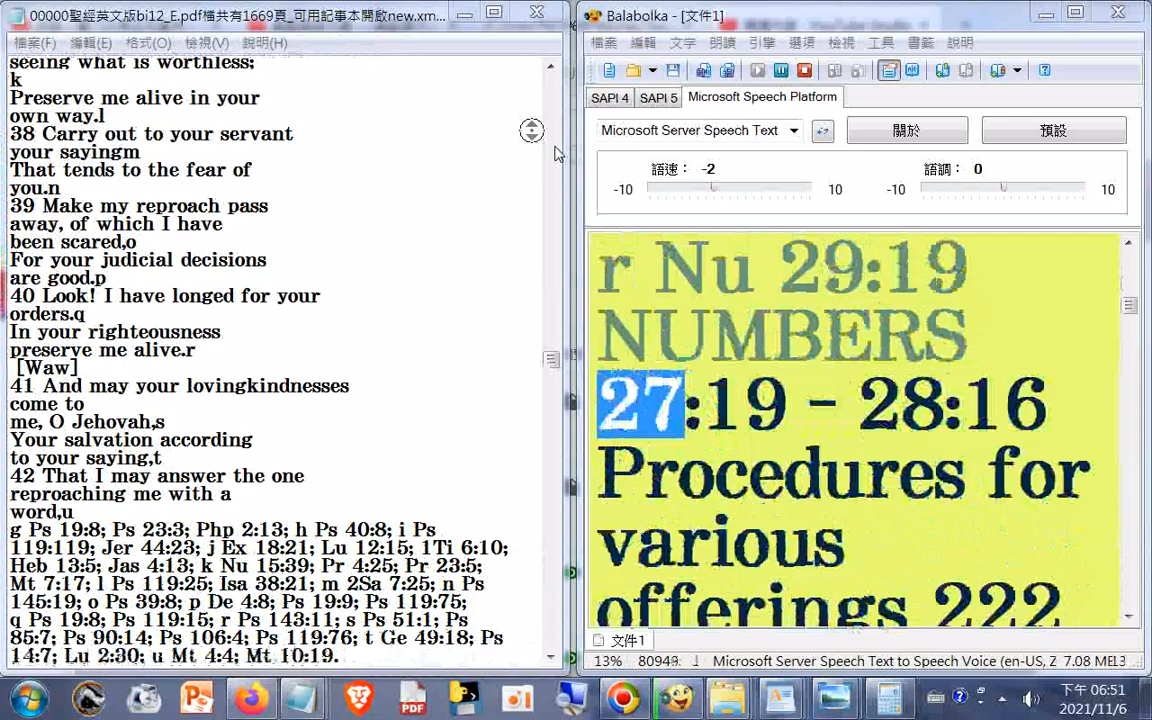 00000聖經英文版bi12_E.pdf檔共有1669頁_可用記事本開啟new.xm...
檔案(F) 編輯(E) 格式(O) 檢視(V) 說明(H)
seeing what is worthless;
k
Preserve me alive in your
own way.l
38 Carry out to your servant
your sayingm
That tends to the fear of
you.n
39 Make my reproach pass
away, of which I have
been scared,o
For your judicial decisions
are good.p
40 Look! I have longed for your
orders.q
In your righteousness
preserve me alive.r
[Waw]
41 And may your lovingkindnesses
come to
me, O Jehovah,s
Your salvation according
to your saying,t
42 That I may answer the one
reproaching me with a
word,u
g Ps 19:8; Ps 23:3; Php 2:13; h Ps 40:8; i Ps
119:119; Jer 44:23; j Ex 18:21; Lu 12:15; 1Ti 6:10;
Heb 13:5; Jas 4:13; k Nu 15:39; Pr 4:25; Pr 23:5;
Mt 7:17; l Ps 119:25; Isa 38:21; m 2Sa 7:25; n Ps
145:19; o Ps 39:8; p De 4:8; Ps 19:9; Ps 119:75;
q Ps 19:8; Ps 119:15; r Ps 143:11; s Ps 51:1; Ps
85:7; Ps 90:14; Ps 106:4; Ps 119:76; t Ge 49:18; Ps
14:7; Lu 2:30; u Mt 4:4; Mt 10:19.
Balabolka - [文件1]
檔案 編輯 文字 朗讀 引擎 選項 檢視 工具 書籤 說明
SAPI 4 SAPI 5 Microsoft Speech Platform
Microsoft Server Speech Text 關於 預設
語速: -2 語調: 0
-10 10 -10 10
r Nu 29:19
NUMBERS
27:19 – 28:16
Procedures for
various
offerings 222
文件1
13% Microsoft Server Speech Text to Speech Voice (en-US, Z 7.08 ME
PDF
下午 06:51
2021/11/6